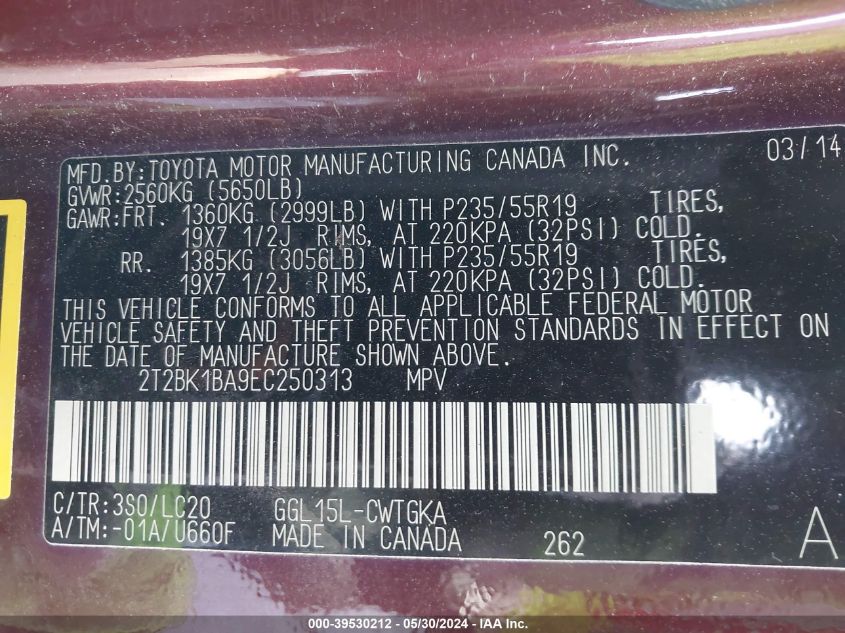 MFD.BY:TOYOTA MOTOR MANUFACTURING CANADA INC. 03/14
GVWR:2560KG (5650LB)
GAWR:FRT. 1360KG (2999LB) WITH P235/55R19 TIRES,
19X7 1/2J RIMS, AT 220KPA (32PSI) COLD.
RR. 1385KG (3056LB) WITH P235/55R19 TIRES,
19X7 1/2J RIMS, AT 220KPA (32PSI) COLD.
THIS VEHICLE CONFORMS TO ALL APPLICABLE FEDERAL MOTOR
VEHICLE SAFETY AND THEFT PREVENTION STANDARDS IN EFFECT ON
THE DATE OF MANUFACTURE SHOWN ABOVE.
2T2BK1BA9EC250313 MPV
C/TR:3S0/LC20 GGL15L-CWTGKA
A/TM:-01A/U660F MADE IN CANADA 262 A
000-39530212 - 05/30/2024 - IAA Inc.